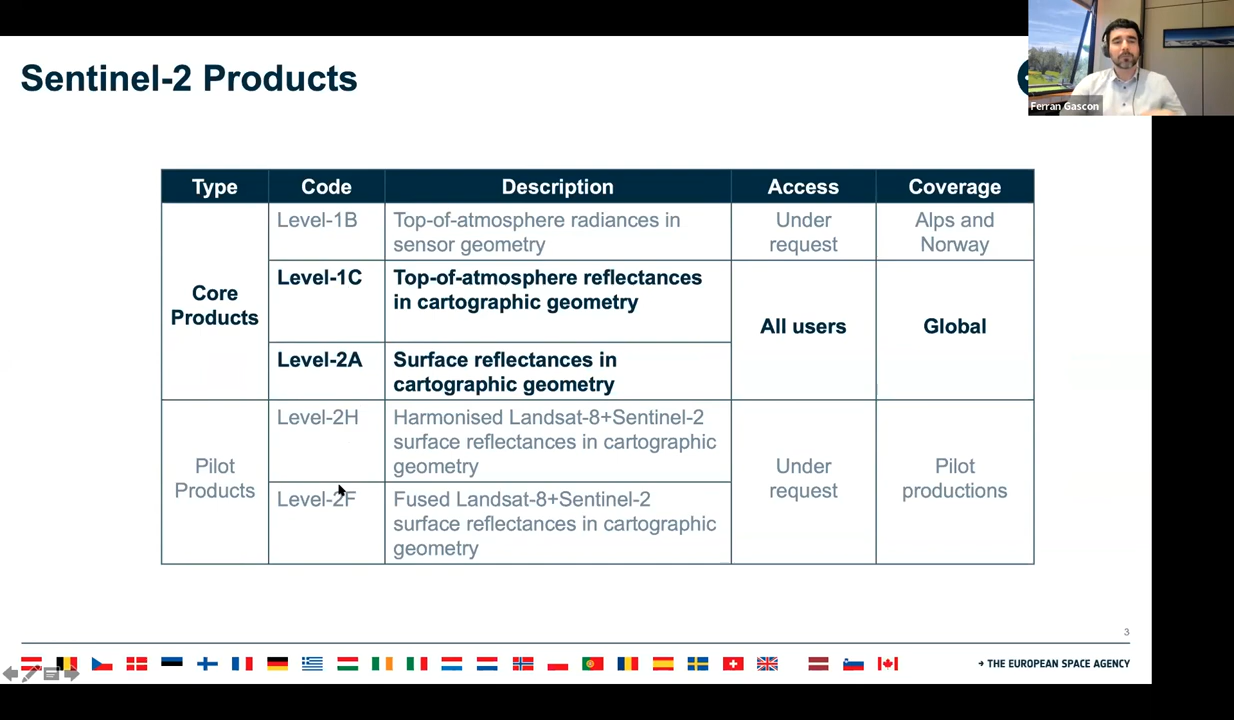 Sentinel-2 Products
Ferran Gascon
Type
Code
Description
Access
Coverage
Core
Products
Level-1B
Top-of-atmosphere radiances in
sensor geometry
Under
request
Alps and
Norway
Level-1C
Top-of-atmosphere reflectances
in cartographic geometry
All users
Global
Level-2A
Surface reflectances in
cartographic geometry
Pilot
Products
Level-2H
Harmonised Landsat-8+Sentinel-2
surface reflectances in cartographic
geometry
Under
request
Pilot
productions
Level-2F
Fused Landsat-8+Sentinel-2
surface reflectances in cartographic
geometry
3
→ THE EUROPEAN SPACE AGENCY